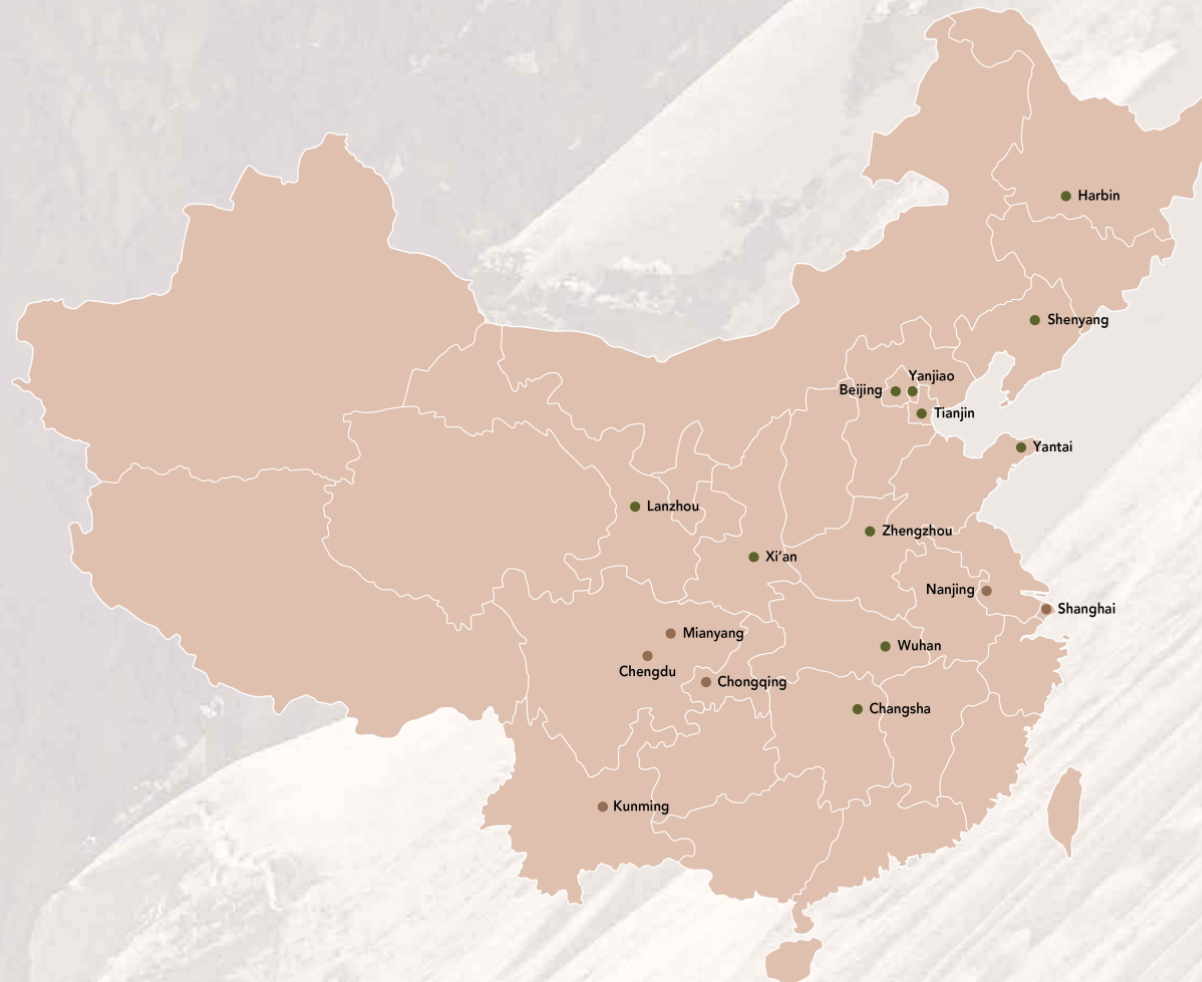 Harbin
Shenyang
Yanjiao
Beijing
Tianjin
Yantai
Lanzhou
Zhengzhou
Xi'an
Nanjing
Shanghai
Mianyang
Wuhan
Chengdu
Chongqing
Changsha
Kunming